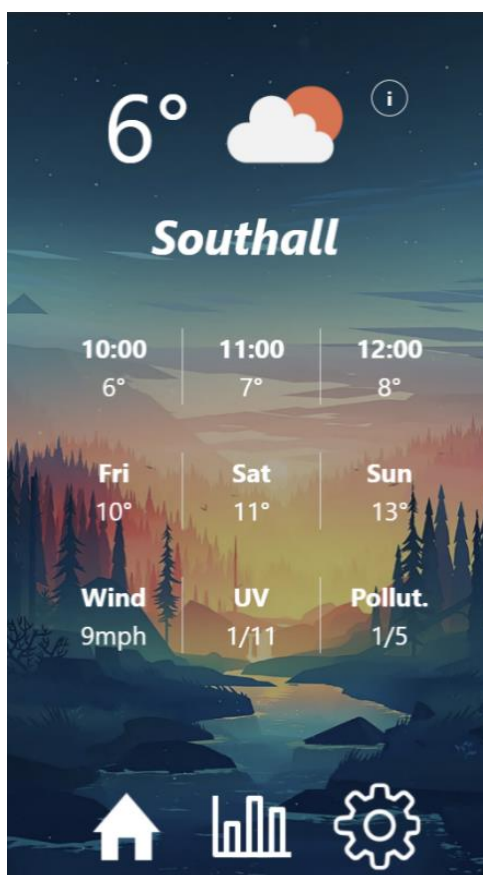 6°
i
Southall
10:00 11:00 12:00
6° 7° 8°
Fri Sat Sun
10° 11° 13°
Wind UV Pollut.
9mph 1/11 1/5